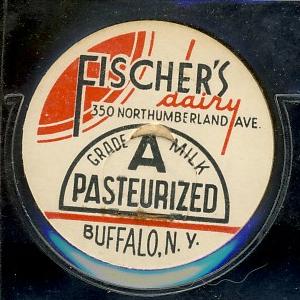 FISCHER'S
dairy
350 NORTHUMBERLAND AVE.
GRADE A MILK
PASTEURIZED
BUFFALO, N.Y.